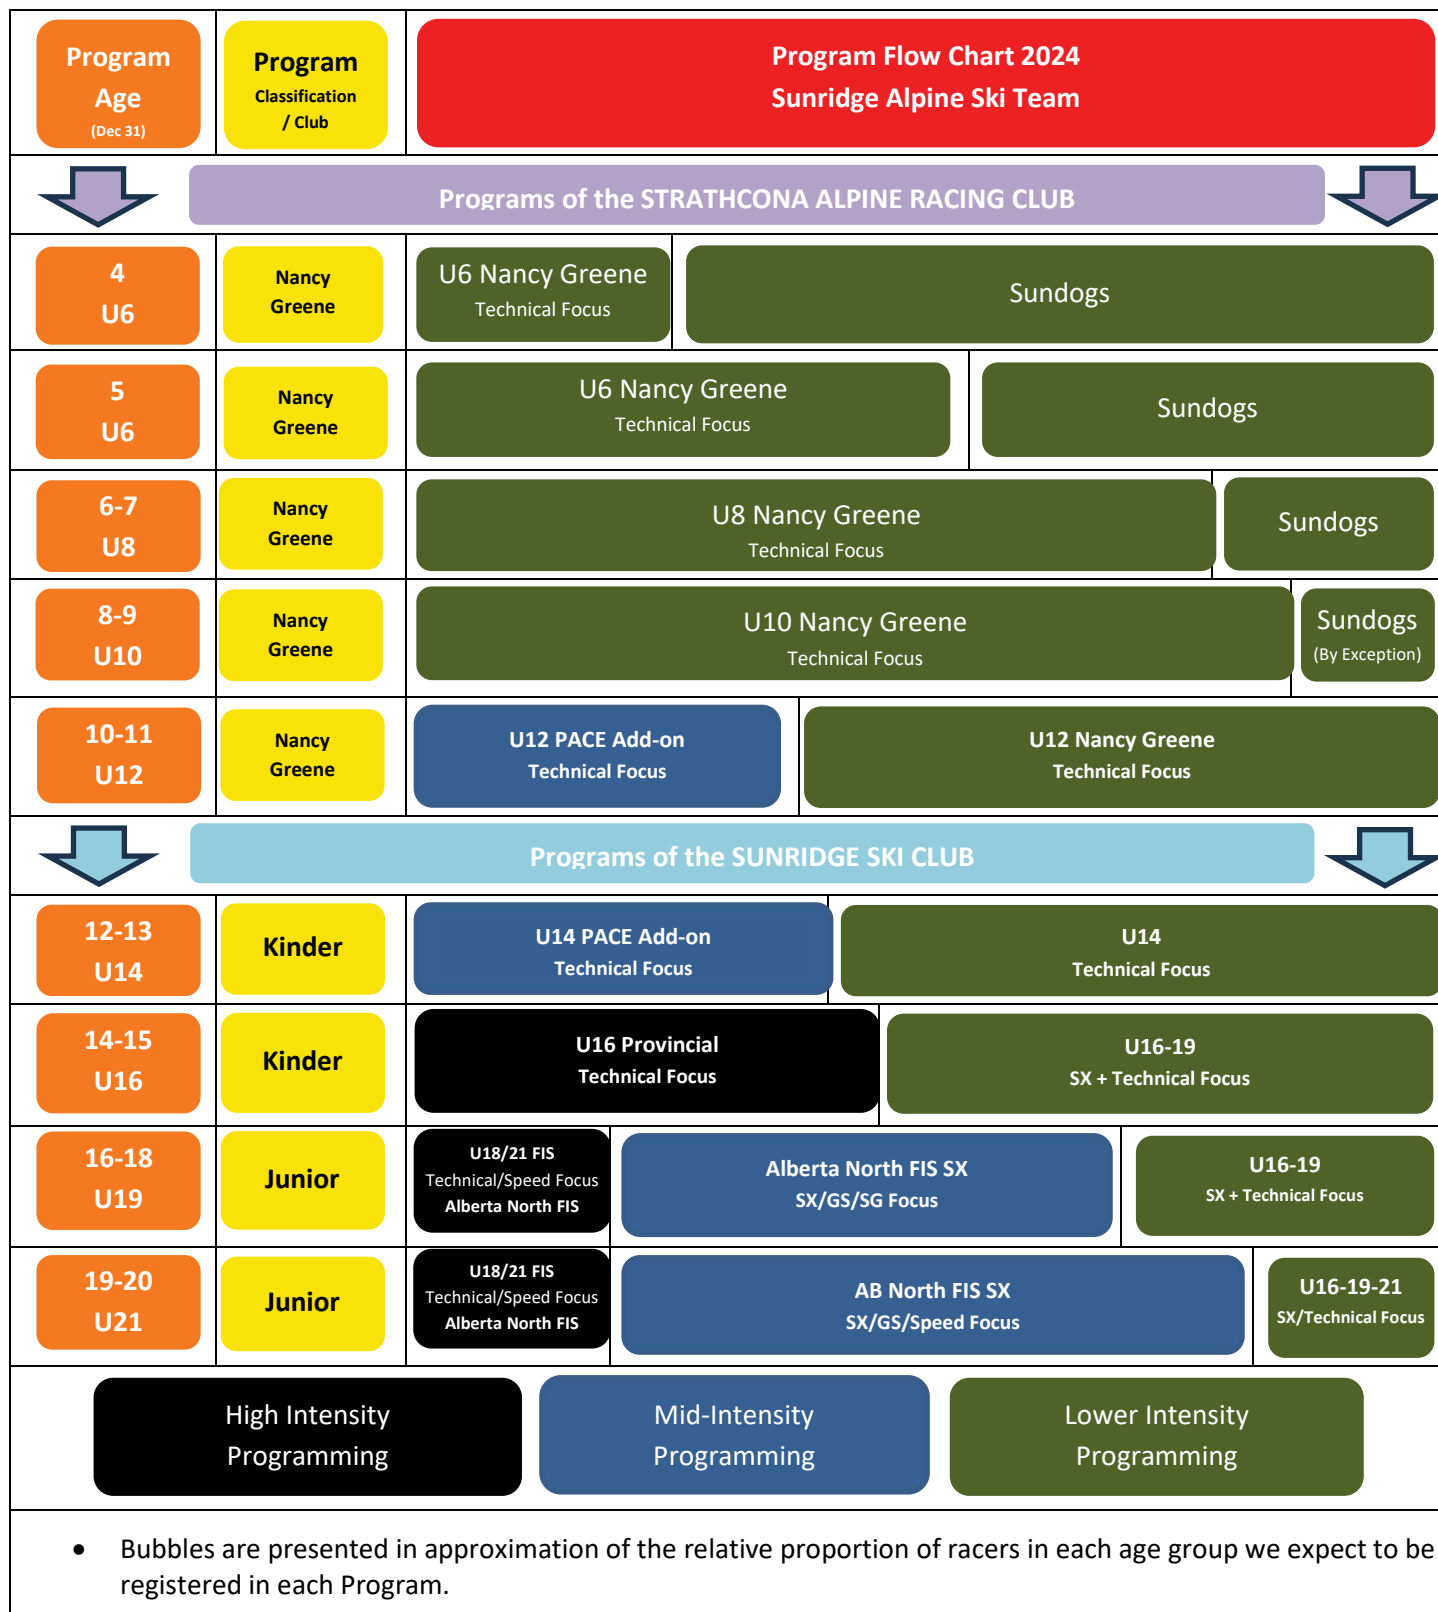 Program
Age
(Dec 31)
Program
Classification
/ Club
Program Flow Chart 2024
Sunridge Alpine Ski Team
Programs of the STRATHCONA ALPINE RACING CLUB
4
U6
Nancy
Greene
U6 Nancy Greene
Technical Focus
Sundogs
5
U6
Nancy
Greene
U6 Nancy Greene
Technical Focus
Sundogs
6-7
U8
Nancy
Greene
U8 Nancy Greene
Technical Focus
Sundogs
8-9
U10
Nancy
Greene
U10 Nancy Greene
Technical Focus
Sundogs
(By Exception)
10-11
U12
Nancy
Greene
U12 PACE Add-on
Technical Focus
U12 Nancy Greene
Technical Focus
Programs of the SUNRIDGE SKI CLUB
12-13
U14
Kinder
U14 PACE Add-on
Technical Focus
U14
Technical Focus
14-15
U16
Kinder
U16 Provincial
Technical Focus
U16-19
SX + Technical Focus
16-18
U19
Junior
U18/21 FIS
Technical/Speed Focus
Alberta North FIS
Alberta North FIS SX
SX/GS/SG Focus
U16-19
SX + Technical Focus
19-20
U21
Junior
U18/21 FIS
Technical/Speed Focus
Alberta North FIS
AB North FIS SX
SX/GS/Speed Focus
U16-19-21
SX/Technical Focus
High Intensity
Programming
Mid-Intensity
Programming
Lower Intensity
Programming
• Bubbles are presented in approximation of the relative proportion of racers in each age group we expect to be
registered in each Program.